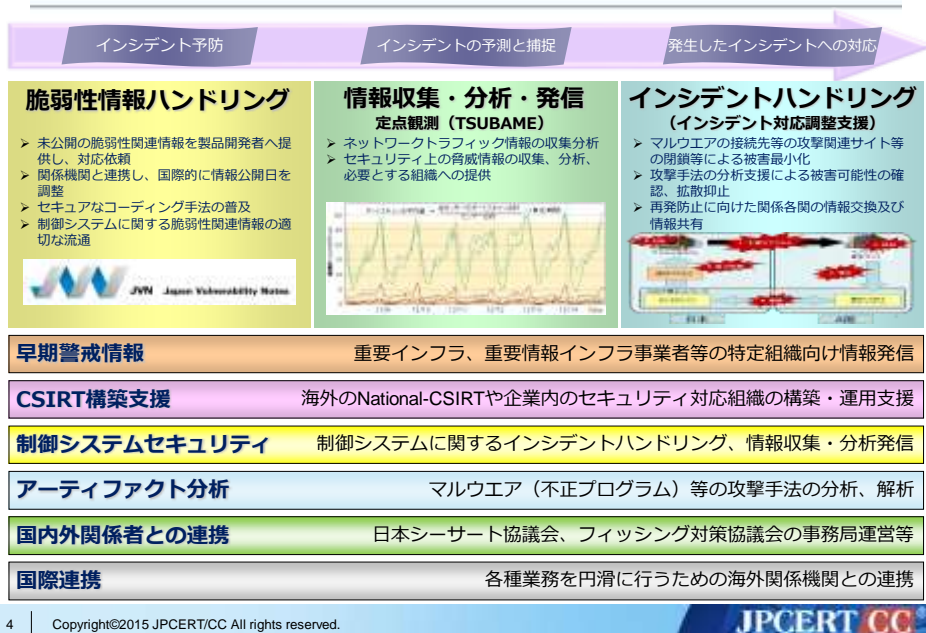 インシデント予防
インシデントの予測と捕捉
発生したインシデントへの対応
脆弱性情報ハンドリング
➢ 未公開の脆弱性関連情報を製品開発者へ提
供し、対応依頼
➢ 関係機関と連携し、国際的に情報公開日を
調整
➢ セキュアなコーディング手法の普及
➢ 制御システムに関する脆弱性関連情報の適
切な流通
JVN Japan Vulnerability Notes
情報収集・分析・発信
定点観測（TSUBAME）
➢ ネットワークトラフィック情報の収集分析
➢ セキュリティ上の脅威情報の収集、分析、
必要とする組織への提供
インシデントハンドリング
（インシデント対応調整支援）
➢ マルウエアの接続先等の攻撃関連サイト等
の閉鎖等による被害最小化
➢ 攻撃手法の分析支援による被害可能性の確
認、拡散抑止
➢ 再発防止に向けた関係各関の情報交換及び
情報共有
早期警戒情報 重要インフラ、重要情報インフラ事業者等の特定組織向け情報発信
CSIRT構築支援 海外のNational-CSIRTや企業内のセキュリティ対応組織の構築・運用支援
制御システムセキュリティ 制御システムに関するインシデントハンドリング、情報収集・分析発信
アーティファクト分析 マルウエア（不正プログラム）等の攻撃手法の分析、解析
国内外関係者との連携 日本シーサート協議会、フィッシング対策協議会の事務局運営等
国際連携 各種業務を円滑に行うための海外関係機関との連携
4 Copyright©2015 JPCERT/CC All rights reserved.
JPCERT CC®